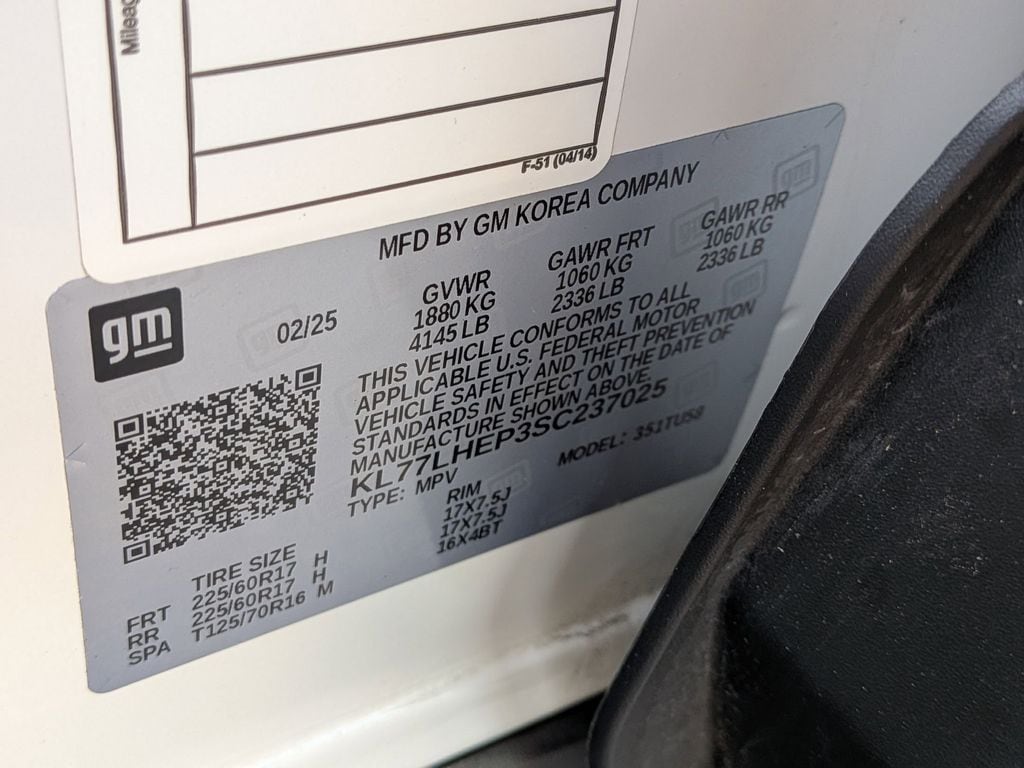 Mileag
F-51 (04/14)
MFD BY GM KOREA COMPANY
gm
02/25
GVWR
1880 KG
4145 LB
GAWR FRT
1060 KG
2336 LB
GAWR RR
1060 KG
2336 LB
THIS VEHICLE CONFORMS TO ALL
APPLICABLE U.S. FEDERAL MOTOR
VEHICLE SAFETY AND THEFT PREVENTION
STANDARDS IN EFFECT ON THE DATE OF
MANUFACTURE SHOWN ABOVE.
KL77LHEP3SC237025
TYPE: MPV
MODEL: 351TU58
TIRE SIZE RIM
FRT 225/60R17 H 17X7.5J
RR 225/60R17 H 17X7.5J
SPA T125/70R16 M 16X4BT